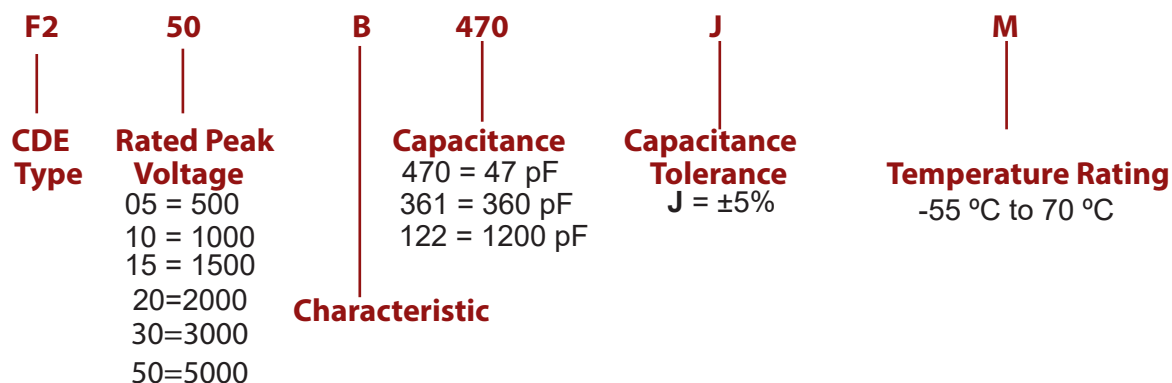 F2 50 B 470 J M
CDE Type
Rated Peak Voltage
05 = 500
10 = 1000
15 = 1500
20=2000
30=3000
50=5000
Characteristic
Capacitance
470 = 47 pF
361 = 360 pF
122 = 1200 pF
Capacitance Tolerance
J = ±5%
Temperature Rating
-55 ºC to 70 ºC